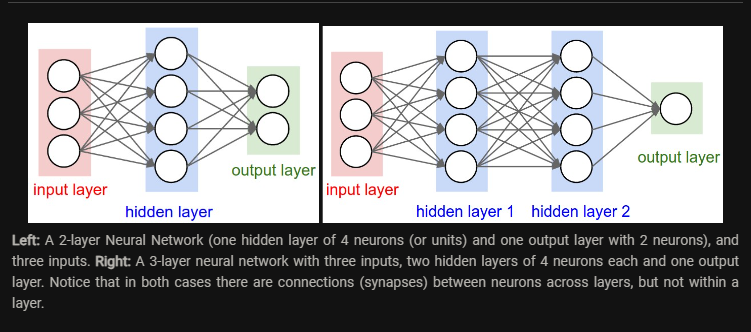 input layer
hidden layer
output layer
input layer
hidden layer 1
hidden layer 2
output layer
Left: A 2-layer Neural Network (one hidden layer of 4 neurons (or units) and one output layer with 2 neurons), and
three inputs. Right: A 3-layer neural network with three inputs, two hidden layers of 4 neurons each and one output
layer. Notice that in both cases there are connections (synapses) between neurons across layers, but not within a
layer.